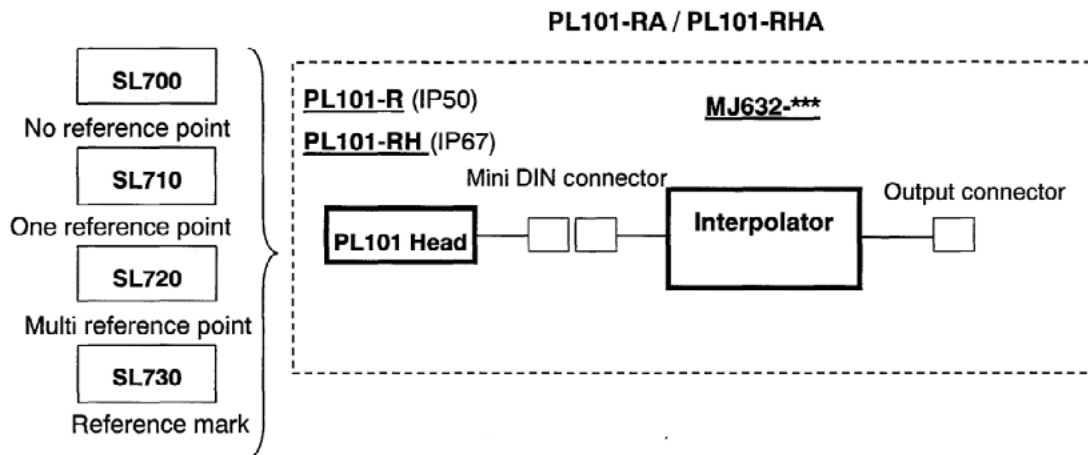 PL101-RA / PL101-RHA
SL700
No reference point
SL710
One reference point
SL720
Multi reference point
SL730
Reference mark
PL101-R (IP50)
PL101-RH (IP67)
MJ632-***
Mini DIN connector
Output connector
PL101 Head
Interpolator